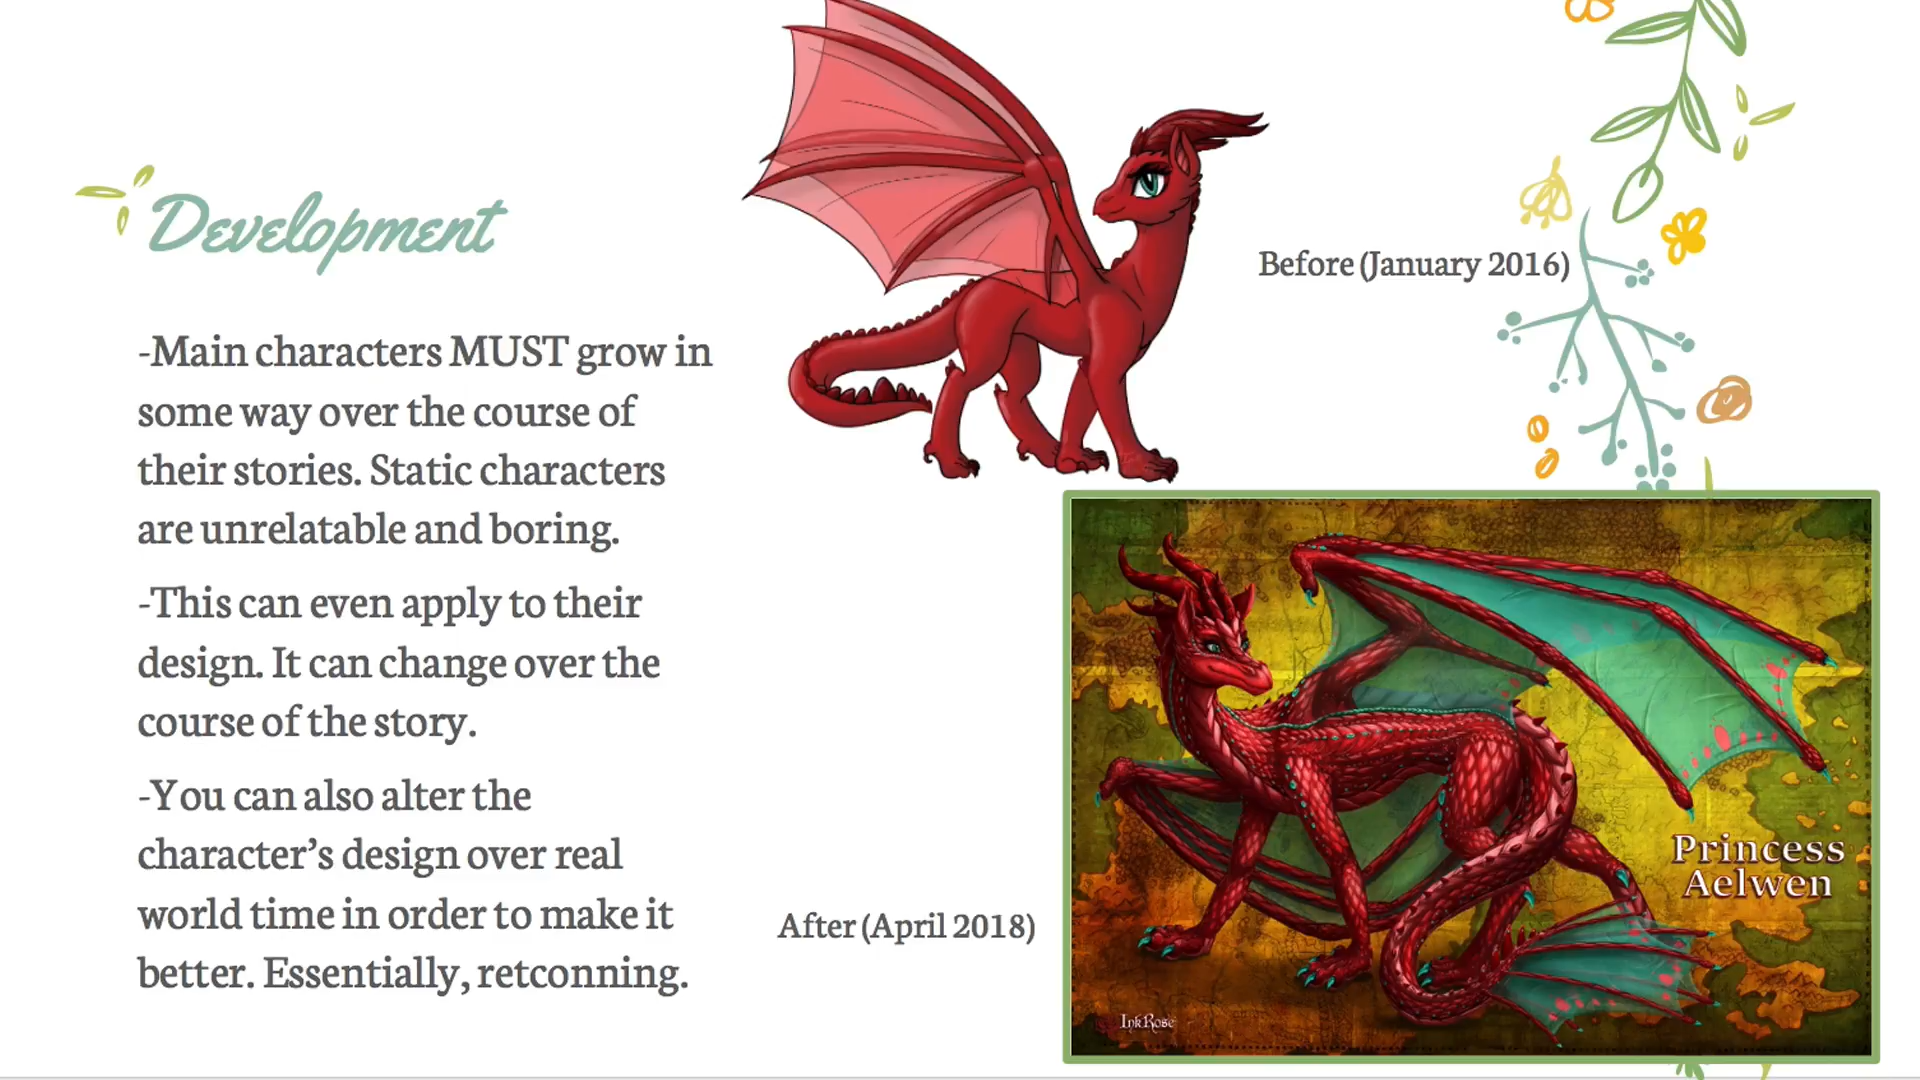 Development
-Main characters MUST grow in
some way over the course of
their stories. Static characters
are unrelatable and boring.
-This can even apply to their
design. It can change over the
course of the story.
-You can also alter the
character’s design over real
world time in order to make it
better. Essentially, retconning.
Before (January 2016)
After (April 2018)
Princess
Aelwen
InkRose